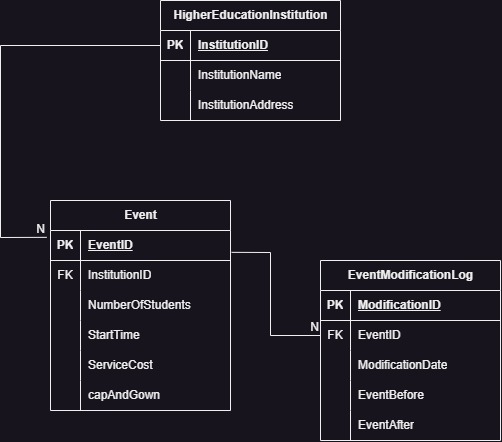 HigherEducationInstitution
PK InstitutionID
InstitutionName
InstitutionAddress
Event
N
PK EventID
FK InstitutionID
NumberOfStudents
StartTime
ServiceCost
capAndGown
EventModificationLog
PK ModificationID
N
FK EventID
ModificationDate
EventBefore
EventAfter